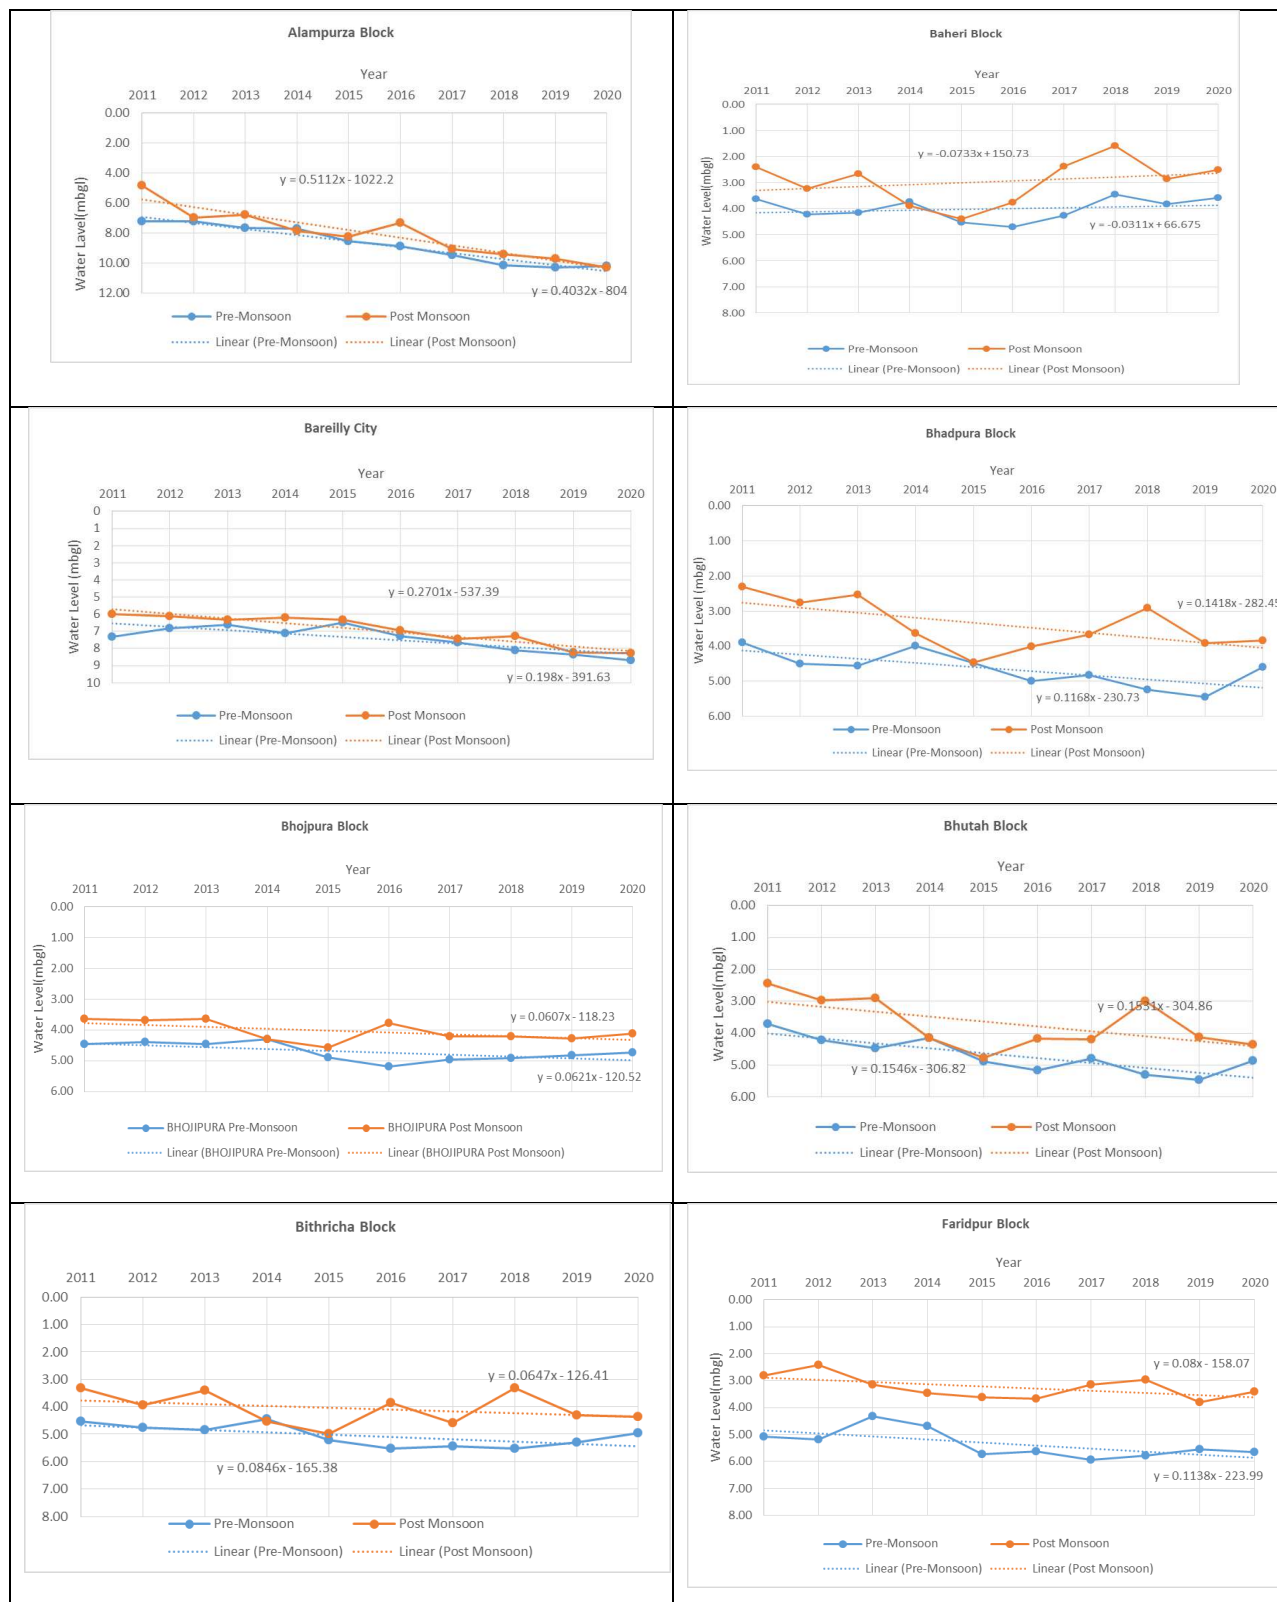 Alampurza Block
Year
2011 2012 2013 2014 2015 2016 2017 2018 2019 2020
0.00
2.00
4.00
6.00
8.00
10.00
12.00
Water Lavel(mbgl)
y = 0.5112x - 1022.2
y = 0.4032x - 804
Pre-Monsoon Post Monsoon
Linear (Pre-Monsoon) Linear (Post Monsoon)
Baheri Block
Year
2011 2012 2013 2014 2015 2016 2017 2018 2019 2020
0.00
1.00
2.00
3.00
4.00
5.00
6.00
7.00
8.00
Water Level(mbgl)
y = -0.0733x + 150.73
y = -0.0311x + 66.675
Pre-Monsoon Post Monsoon
Linear (Pre-Monsoon) Linear (Post Monsoon)
Bareilly City
Year
2011 2012 2013 2014 2015 2016 2017 2018 2019 2020
0
1
2
3
4
5
6
7
8
9
10
Water Level (mbgl)
y = 0.2701x - 537.39
y = 0.198x - 391.63
Pre-Monsoon Post Monsoon
Linear (Pre-Monsoon) Linear (Post Monsoon)
Bhadpura Block
Year
2011 2012 2013 2014 2015 2016 2017 2018 2019 2020
0.00
1.00
2.00
3.00
4.00
5.00
6.00
Water Level (mbgl)
y = 0.1418x - 282.45
y = 0.1168x - 230.73
Pre-Monsoon Post Monsoon
Linear (Pre-Monsoon) Linear (Post Monsoon)
Bhojpura Block
Year
2011 2012 2013 2014 2015 2016 2017 2018 2019 2020
0.00
1.00
2.00
3.00
4.00
5.00
6.00
Water Level(mbgl)
y = 0.0607x - 118.23
y = 0.0621x - 120.52
BHOJIPURA Pre-Monsoon BHOJIPURA Post Monsoon
Linear (BHOJIPURA Pre-Monsoon) Linear (BHOJIPURA Post Monsoon)
Bhutah Block
Year
2011 2012 2013 2014 2015 2016 2017 2018 2019 2020
0.00
1.00
2.00
3.00
4.00
5.00
6.00
Water Level(mbgl)
y = 0.1531x - 304.86
y = 0.1546x - 306.82
Pre-Monsoon Post Monsoon
Linear (Pre-Monsoon) Linear (Post Monsoon)
Bithricha Block
2011 2012 2013 2014 2015 2016 2017 2018 2019 2020
0.00
1.00
2.00
3.00
4.00
5.00
6.00
8.00
y = 0.0647x - 126.41
y = 0.0846x - 165.38
Pre-Monsoon Post Monsoon
Linear (Pre-Monsoon) Linear (Post Monsoon)
Faridpur Block
Year
2011 2012 2013 2014 2015 2016 2017 2018 2019 2020
0.00
1.00
2.00
3.00
4.00
5.00
6.00
7.00
8.00
Water Level(mbgl)
y = 0.08x - 158.07
y = 0.1138x - 223.99
Pre-Monsoon Post Monsoon
Linear (Pre-Monsoon) Linear (Post Monsoon)